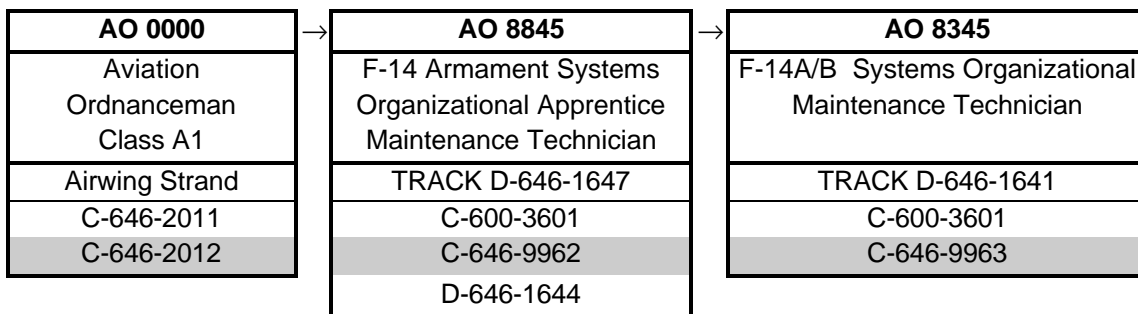 AO 0000 → AO 8845 → AO 8345
Aviation
Ordnanceman
Class A1
F-14 Armament Systems
Organizational Apprentice
Maintenance Technician
F-14A/B Systems Organizational
Maintenance Technician
Airwing Strand
TRACK D-646-1647
TRACK D-646-1641
C-646-2011
C-600-3601
C-600-3601
C-646-2012
C-646-9962
C-646-9963
D-646-1644